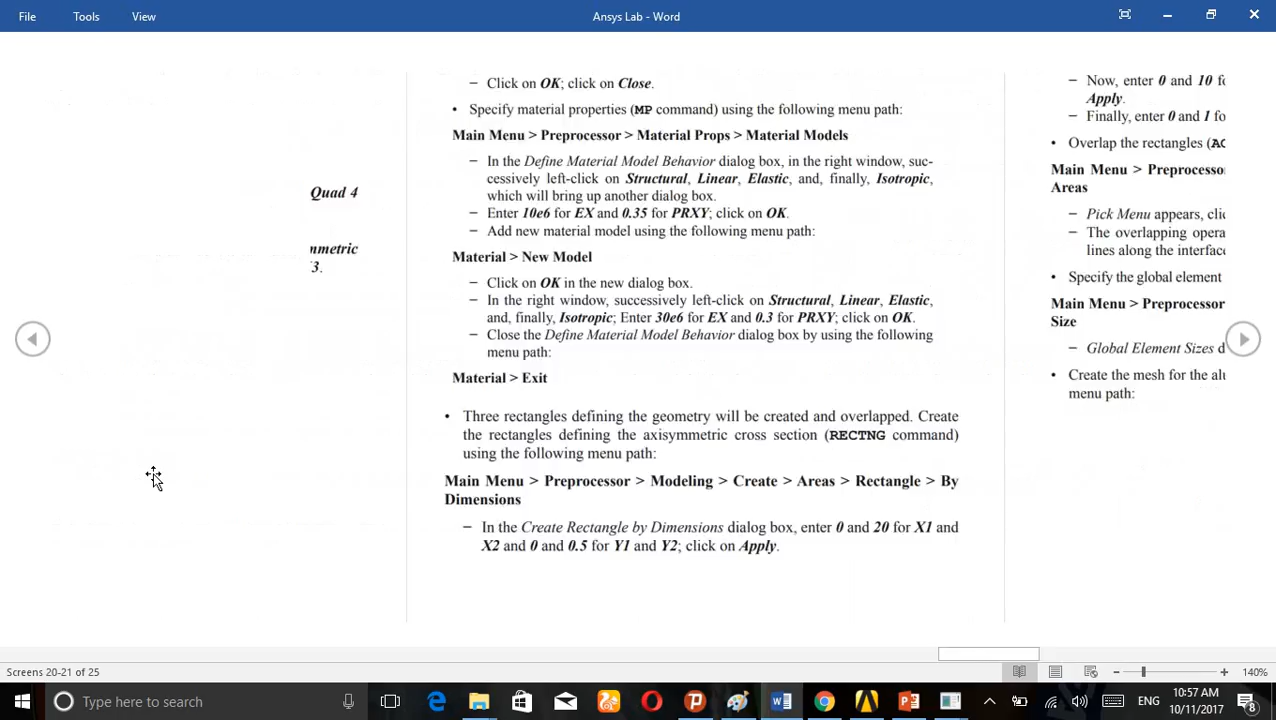 File Tools View Ansys Lab - Word
Quad 4
mmetric
3.
– Click on OK; click on Close.
• Specify material properties (MP command) using the following menu path:
Main Menu > Preprocessor > Material Props > Material Models
– In the Define Material Model Behavior dialog box, in the right window, suc-
cessively left-click on Structural, Linear, Elastic, and, finally, Isotropic,
which will bring up another dialog box.
– Enter 10e6 for EX and 0.35 for PRXY; click on OK.
– Add new material model using the following menu path:
Material > New Model
– Click on OK in the new dialog box.
– In the right window, successively left-click on Structural, Linear, Elastic,
and, finally, Isotropic; Enter 30e6 for EX and 0.3 for PRXY; click on OK.
– Close the Define Material Model Behavior dialog box by using the following
menu path:
Material > Exit
• Three rectangles defining the geometry will be created and overlapped. Create
the rectangles defining the axisymmetric cross section (RECTNG command)
using the following menu path:
Main Menu > Preprocessor > Modeling > Create > Areas > Rectangle > By
Dimensions
– In the Create Rectangle by Dimensions dialog box, enter 0 and 20 for X1 and
X2 and 0 and 0.5 for Y1 and Y2; click on Apply.
– Now, enter 0 and 10 fo
Apply.
– Finally, enter 0 and 1 fo
• Overlap the rectangles (AO
Main Menu > Preprocessor
Areas
– Pick Menu appears, clic
– The overlapping opera
lines along the interface
• Specify the global element
Main Menu > Preprocessor
Size
– Global Element Sizes d
• Create the mesh for the alu
menu path:
Screens 20-21 of 25 140%
Type here to search ENG 10:57 AM
10/11/2017 8